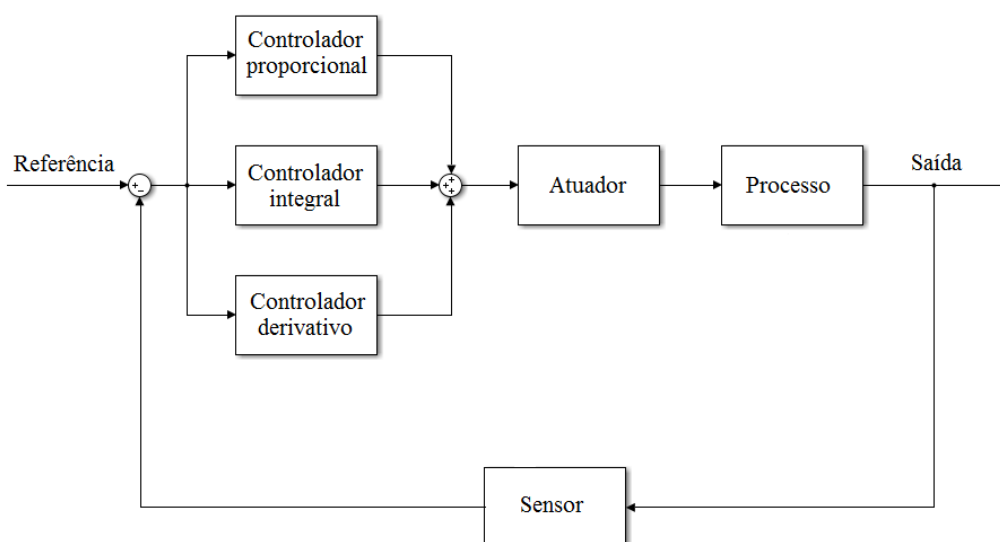 Controlador
proporcional
Referência
Controlador
integral
Atuador
Processo
Saída
Controlador
derivativo
Sensor